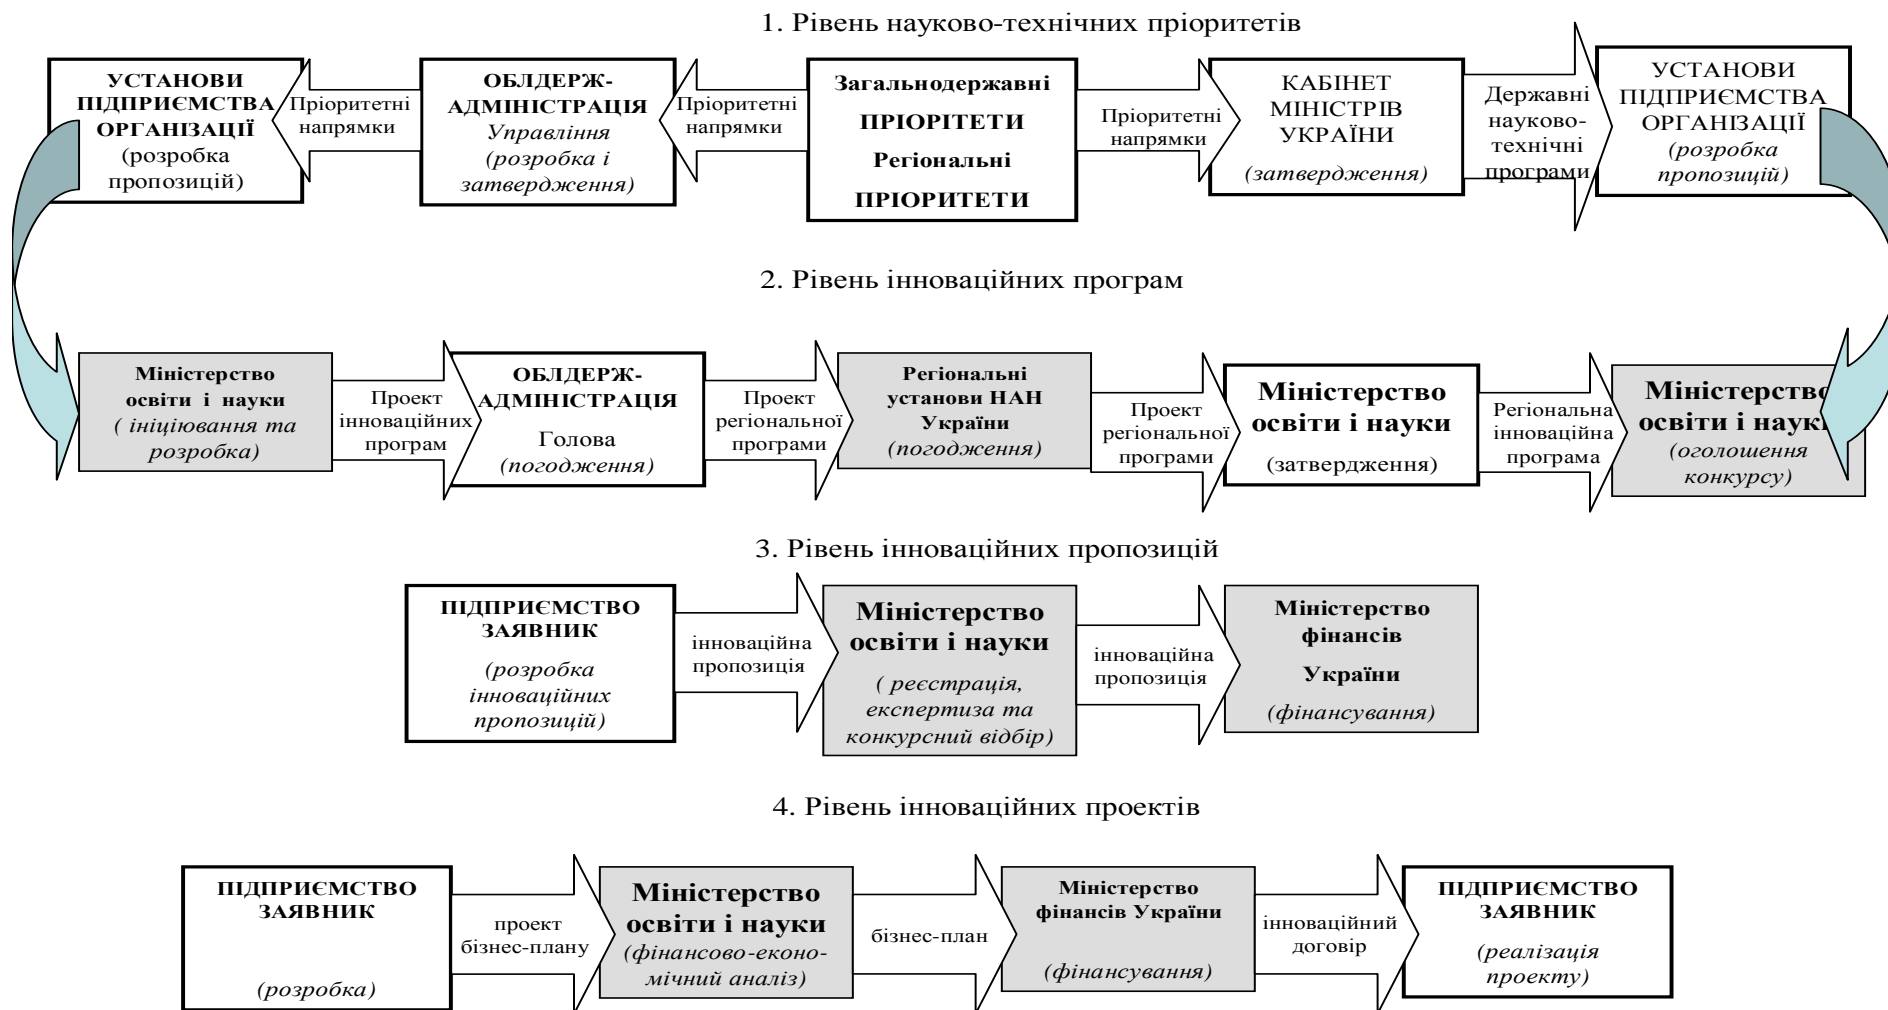 1. Рівень науково-технічних пріоритетів
УСТАНОВИ
ПІДПРИЄМСТВА
ОРГАНІЗАЦІЇ
(розробка
пропозицій)
Пріоритетні
напрямки
ОБЛДЕРЖ-
АДМІНІСТРАЦІЯ
Управління
(розробка і
затвердження)
Пріоритетні
напрямки
Загальнодержавні
ПРІОРІТЕТИ
Регіональні
ПРІОРИТЕТИ
Пріоритетні
напрямки
КАБІНЕТ
МІНІСТРІВ
УКРАЇНИ
(затвердження)
Державні
науково-
технічні
програми
УСТАНОВИ
ПІДПРИЄМСТВА
ОРГАНІЗАЦІЇ
(розробка
пропозицій)
2. Рівень інноваційних програм
Міністерство
освіти і науки
( ініціювання та
розробка)
Проект
інноваційних
програм
ОБЛДЕРЖ-
АДМІНІСТРАЦІЯ
Голова
(погодження)
Проект
регіональної
програми
Регіональні
установи НАН
України
(погодження)
Проект
регіональної
програми
Міністерство
освіти і науки
(затвердження)
Регіональна
інноваційна
програма
Міністерство
освіти і науки
(оголошення
конкурсу)
3. Рівень інноваційних пропозицій
ПІДПРИЄМСТВО
ЗАЯВНИК
(розробка
інноваційних
пропозицій)
інноваційна
пропозиція
Міністерство
освіти і науки
( реєстрація,
експертиза та
конкурсний відбір)
інноваційна
пропозиція
Міністерство
фінансів
України
(фінансування)
4. Рівень інноваційних проектів
ПІДПРИЄМСТВО
ЗАЯВНИК
(розробка)
проект
бізнес-плану
Міністерство
освіти і науки
(фінансово-еконо-
мічний аналіз)
бізнес-план
Міністерство
фінсів України
(фінансування)
інноваційний
договір
ПІДПРИЄМСТВО
ЗАЯВНИК
(реалізація
проекту)